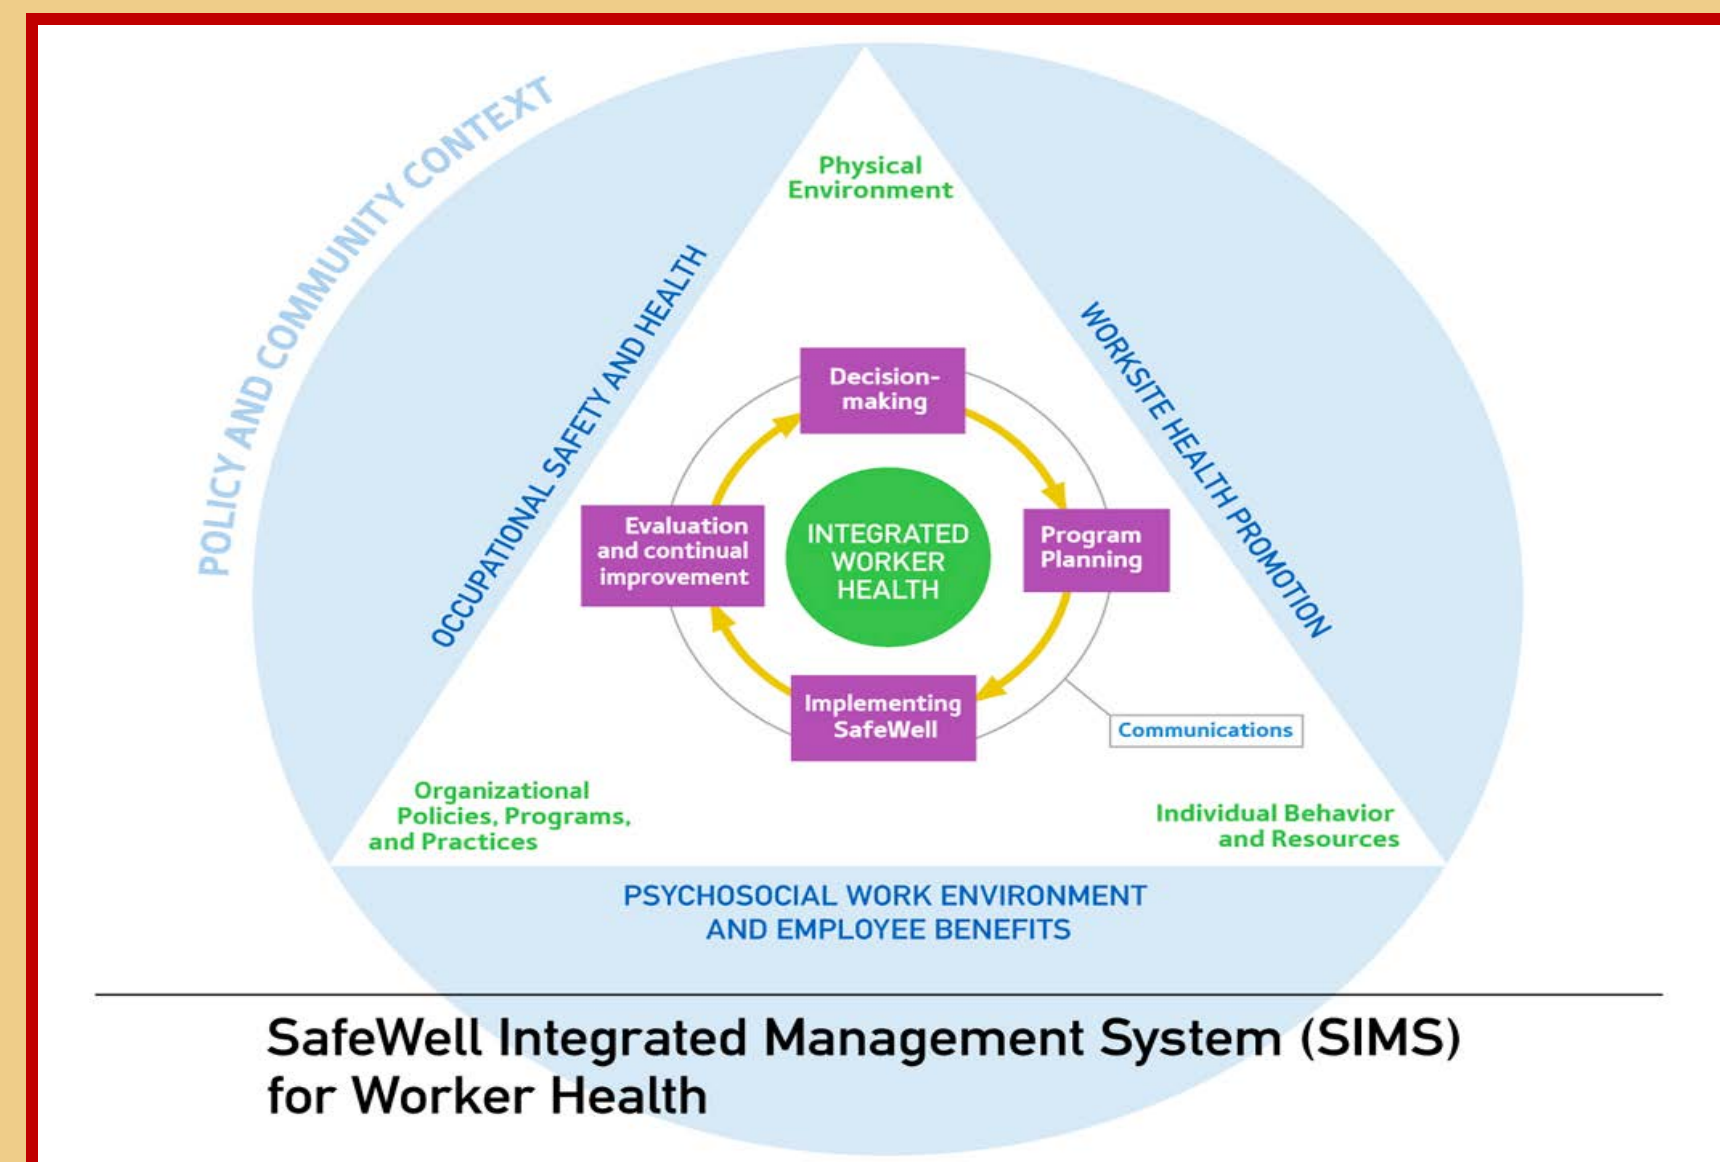 POLICY AND COMMUNITY CONTEXT
Physical
Environment
OCCUPATIONAL SAFETY AND HEALTH
WORKSITE HEALTH PROMOTION
Decision-
making
Evaluation
and continual
improvement
INTEGRATED
WORKER
HEALTH
Program
Planning
Implementing
SafeWell
Communications
Organizational
Policies, Programs,
and Practices
Individual Behavior
and Resources
PSYCHOSOCIAL WORK ENVIRONMENT
AND EMPLOYEE BENEFITS
SafeWell Integrated Management System (SIMS)
for Worker Health